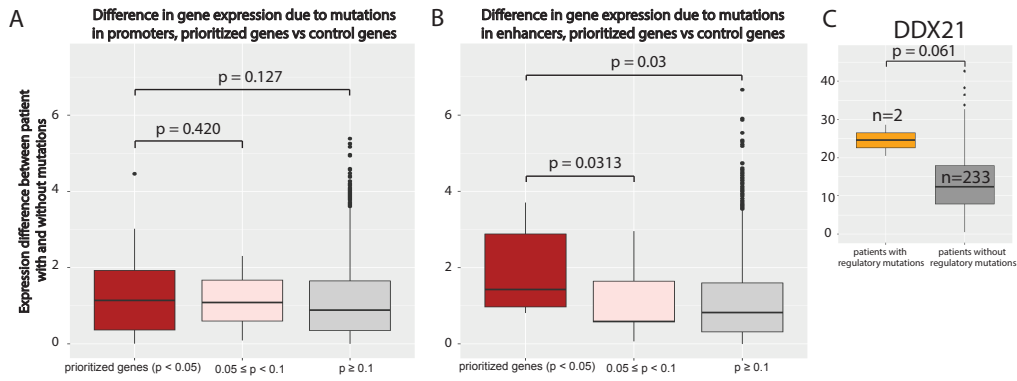 A
Difference in gene expression due to mutations
in promoters, prioritized genes vs control genes
Expression difference between patient
with and without mutations
6
4
2
0
p = 0.127
p = 0.420
prioritized genes (p < 0.05)
0.05 ≤ p < 0.1
p ≥ 0.1
B
Difference in gene expression due to mutations
in enhancers, prioritized genes vs control genes
6
4
2
0
p = 0.03
p = 0.0313
prioritized genes (p < 0.05)
0.05 ≤ p < 0.1
p ≥ 0.1
C
DDX21
p = 0.061
40
30
20
10
0
n=2
n=233
patients with
regulatory mutations
patients without
regulatory mutations